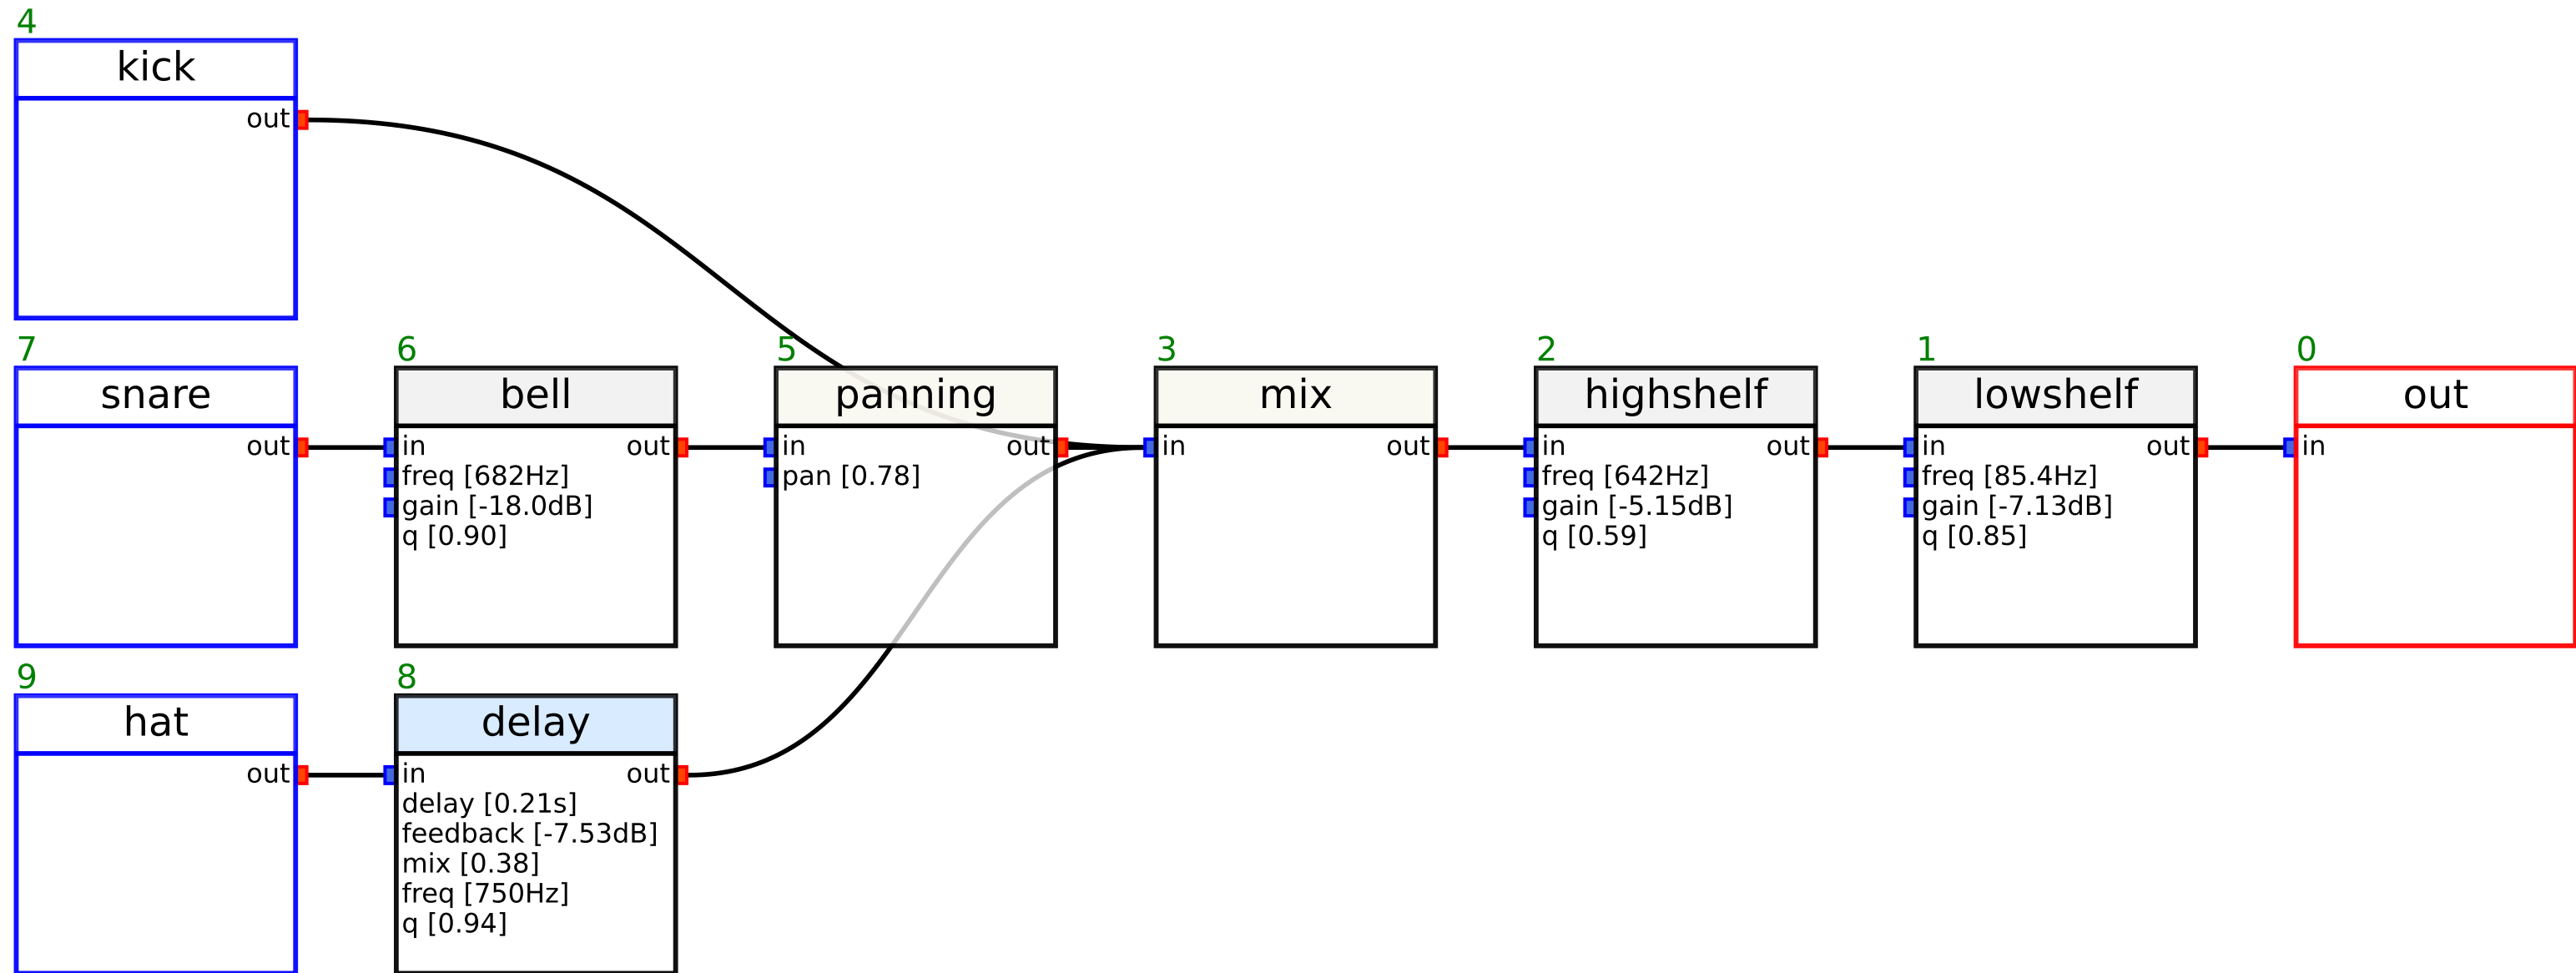 4
kick
out
7
snare
out
6
bell
in out
freq [682Hz]
gain [-18.0dB]
q [0.90]
5
panning
in out
pan [0.78]
3
mix
in out
2
highshelf
in out
freq [642Hz]
gain [-5.15dB]
q [0.59]
1
lowshelf
in out
freq [85.4Hz]
gain [-7.13dB]
q [0.85]
0
out
in
9
hat
out
8
delay
in out
delay [0.21s]
feedback [-7.53dB]
mix [0.38]
freq [750Hz]
q [0.94]